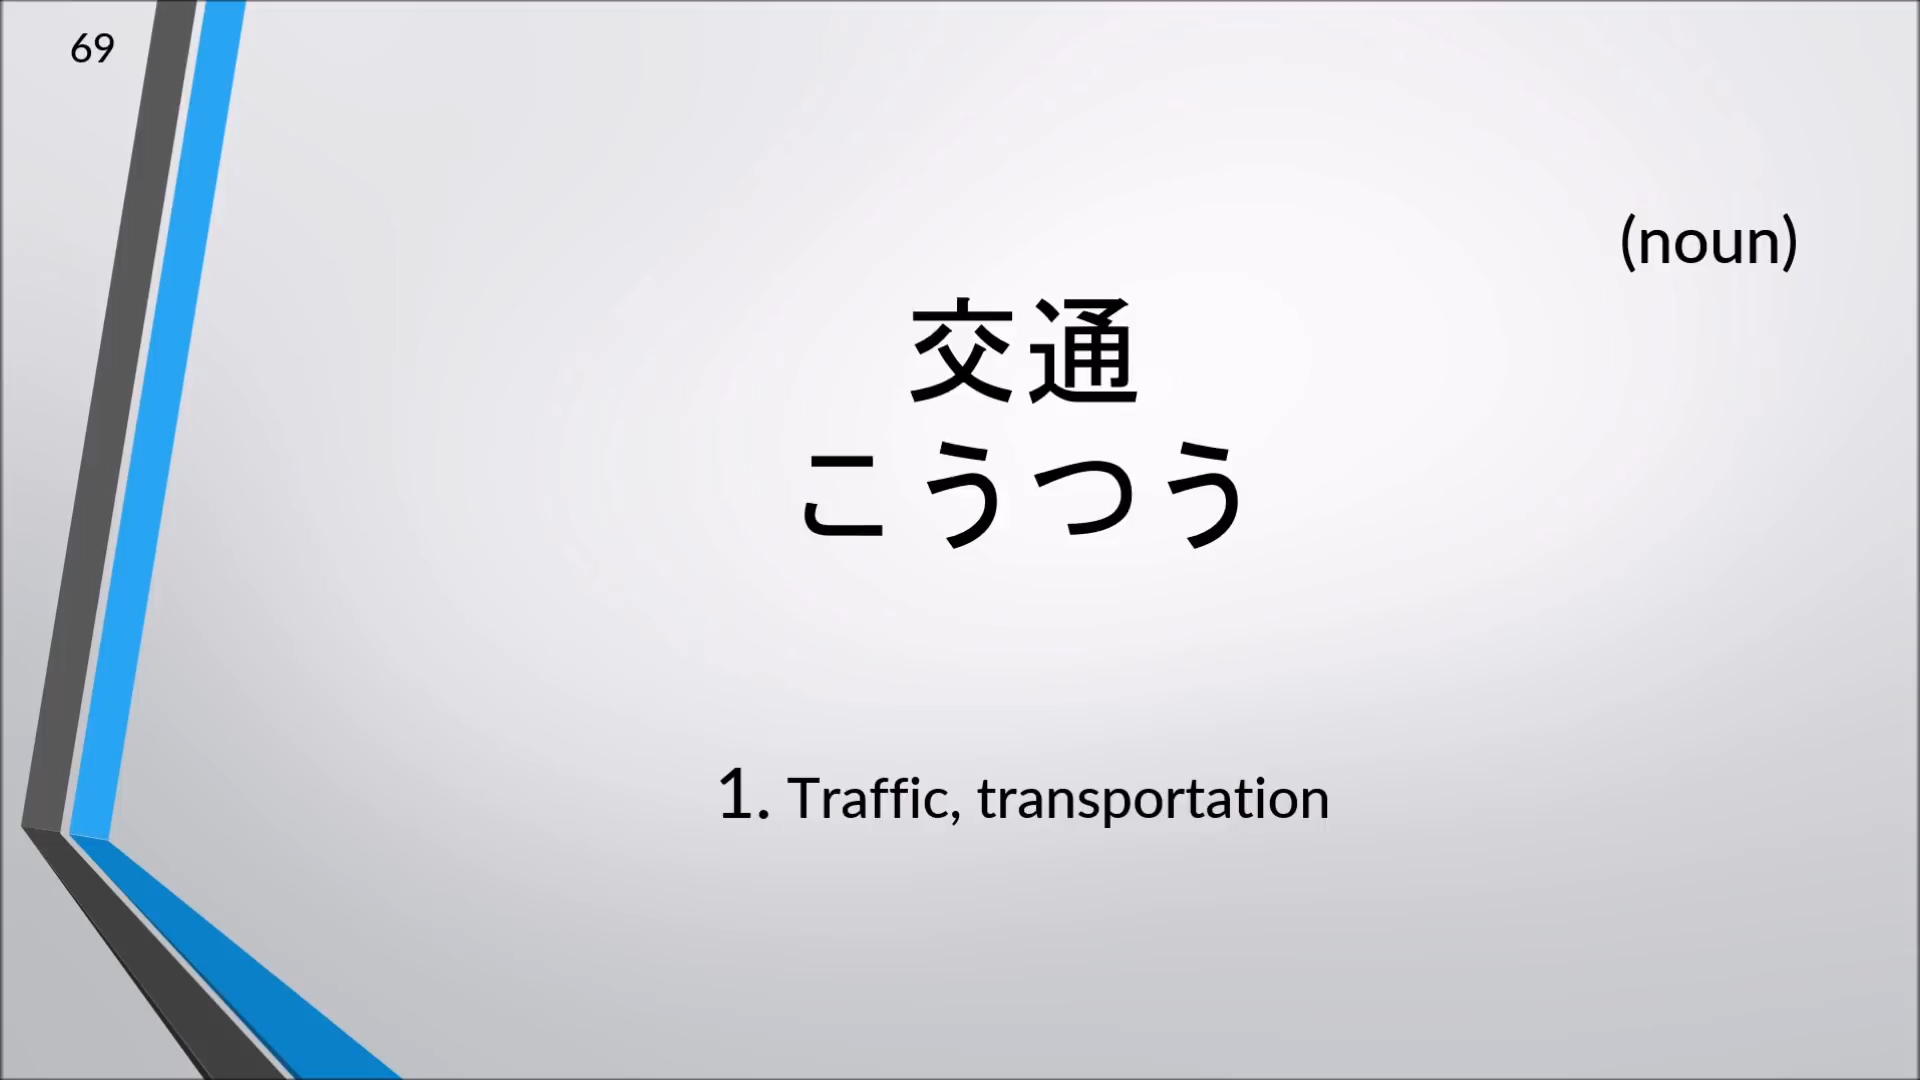 69
(noun)
交通
こうつう
1. Traffic, transportation